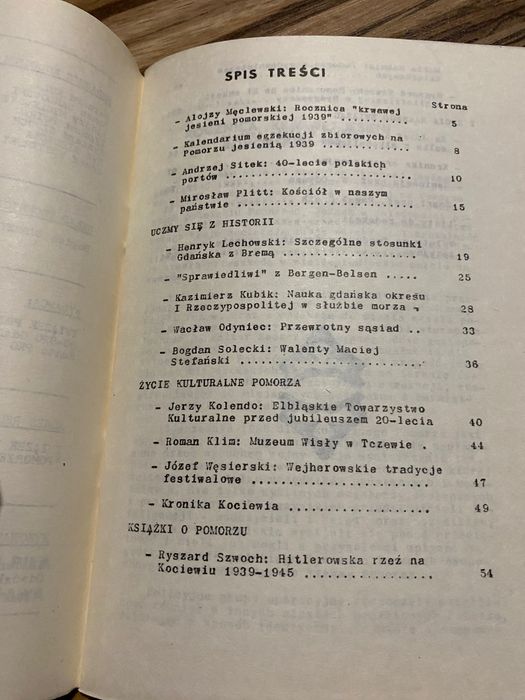 SPIS TREŚCI
Strona
- Alojzy Męclewski: Rocznica "krwawej
jesieni pomorskiej 1939" ........... 5
- Kalendarium egzekucji zbiorowych na
Pomorzu jesienią 1939 .............. 8
- Andrzej Sitek: 40-lecie polskich
portów ............................. 10
- Mirosław Plitt: Kościół w naszym
państwie ........................... 15
UCZMY SIĘ Z HISTORII
- Henryk Lechowski: Szczególne stosunki
Gdańska z Bremą .................... 19
- "Sprawiedliwi" z Bergen-Belsen ..... 25
- Kazimierz Kubik: Nauka gdańska okresu
I Rzeczypospolitej w służbie morza . 28
- Wacław Odyniec: Przewrotny sąsiad .. 33
- Bogdan Solecki: Walenty Maciej
Stefański .......................... 36
ŻYCIE KULTURALNE POMORZA
- Jerzy Kolendo: Elbląskie Towarzystwo
Kulturalne przed jubileuszem 20-lecia 40
- Roman Klim: Muzeum Wisły w Tczewie . 44
- Józef Węsierski: Wejherowskie tradycje
festiwalowe ........................ 47
- Kronika Kociewia ................... 49
KSIĄŻKI O POMORZU
- Ryszard Szwoch: Hitlerowska rzeź na
Kociewiu 1939-1945 ................. 54